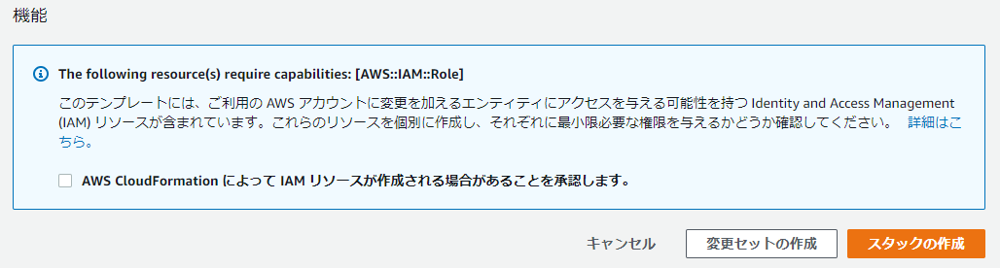 機能
The following resource(s) require capabilities: [AWS::IAM::Role]
このテンプレートには、ご利用の AWS アカウントに変更を加えるエンティティにアクセスを与える可能性を持つ Identity and Access Management
(IAM) リソースが含まれています。これらのリソースを個別に作成し、それぞれに最小限必要な権限を与えるかどうか確認してください。 詳細はこ
ちら。
AWS CloudFormation によって IAM リソースが作成される場合があることを承認します。
キャンセル 変更セットの作成 スタックの作成